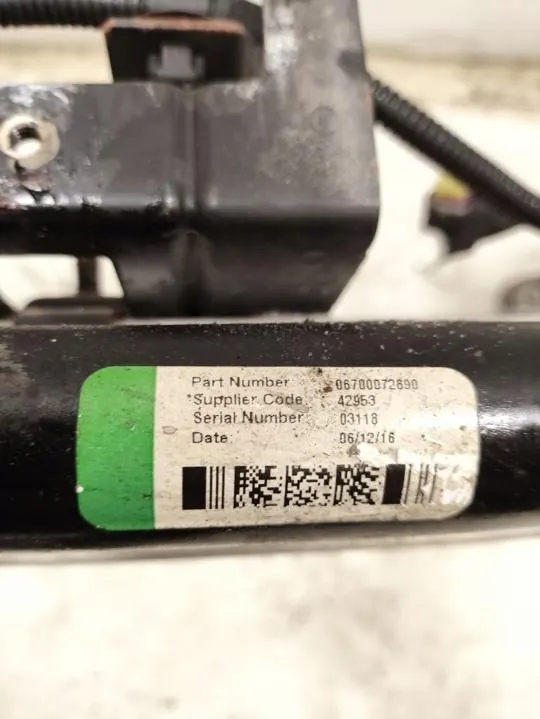 Part Number 06700072690
*Supplier Code: 42953
Serial Number: 03118
Date: 06/12/16